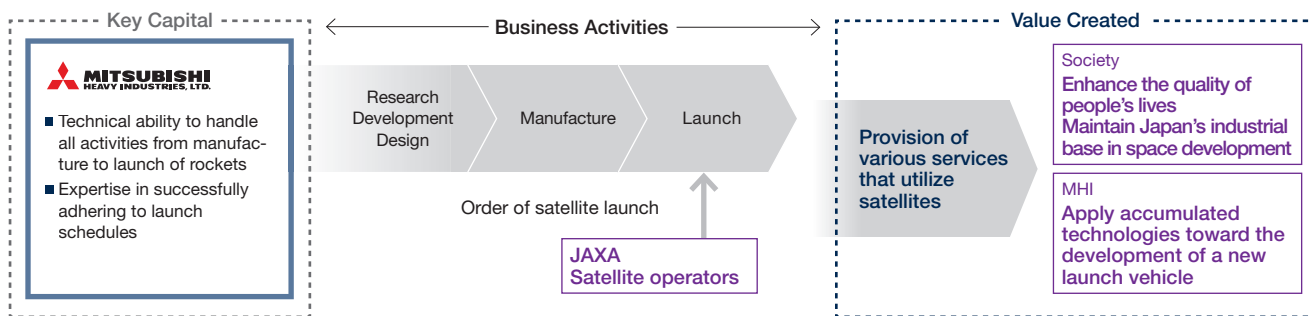 Key Capital
MITSUBISHI
HEAVY INDUSTRIES, LTD.
■ Technical ability to handle
all activities from manufac-
ture to launch of rockets
■ Expertise in successfully
adhering to launch
schedules
Business Activities
Research
Development
Design
Manufacture
Launch
Order of satellite launch
JAXA
Satellite operators
Value Created
Provision of
various services
that utilize
satellites
Society
Enhance the quality of
people's lives
Maintain Japan's industrial
base in space development
MHI
Apply accumulated
technologies toward the
development of a new
launch vehicle